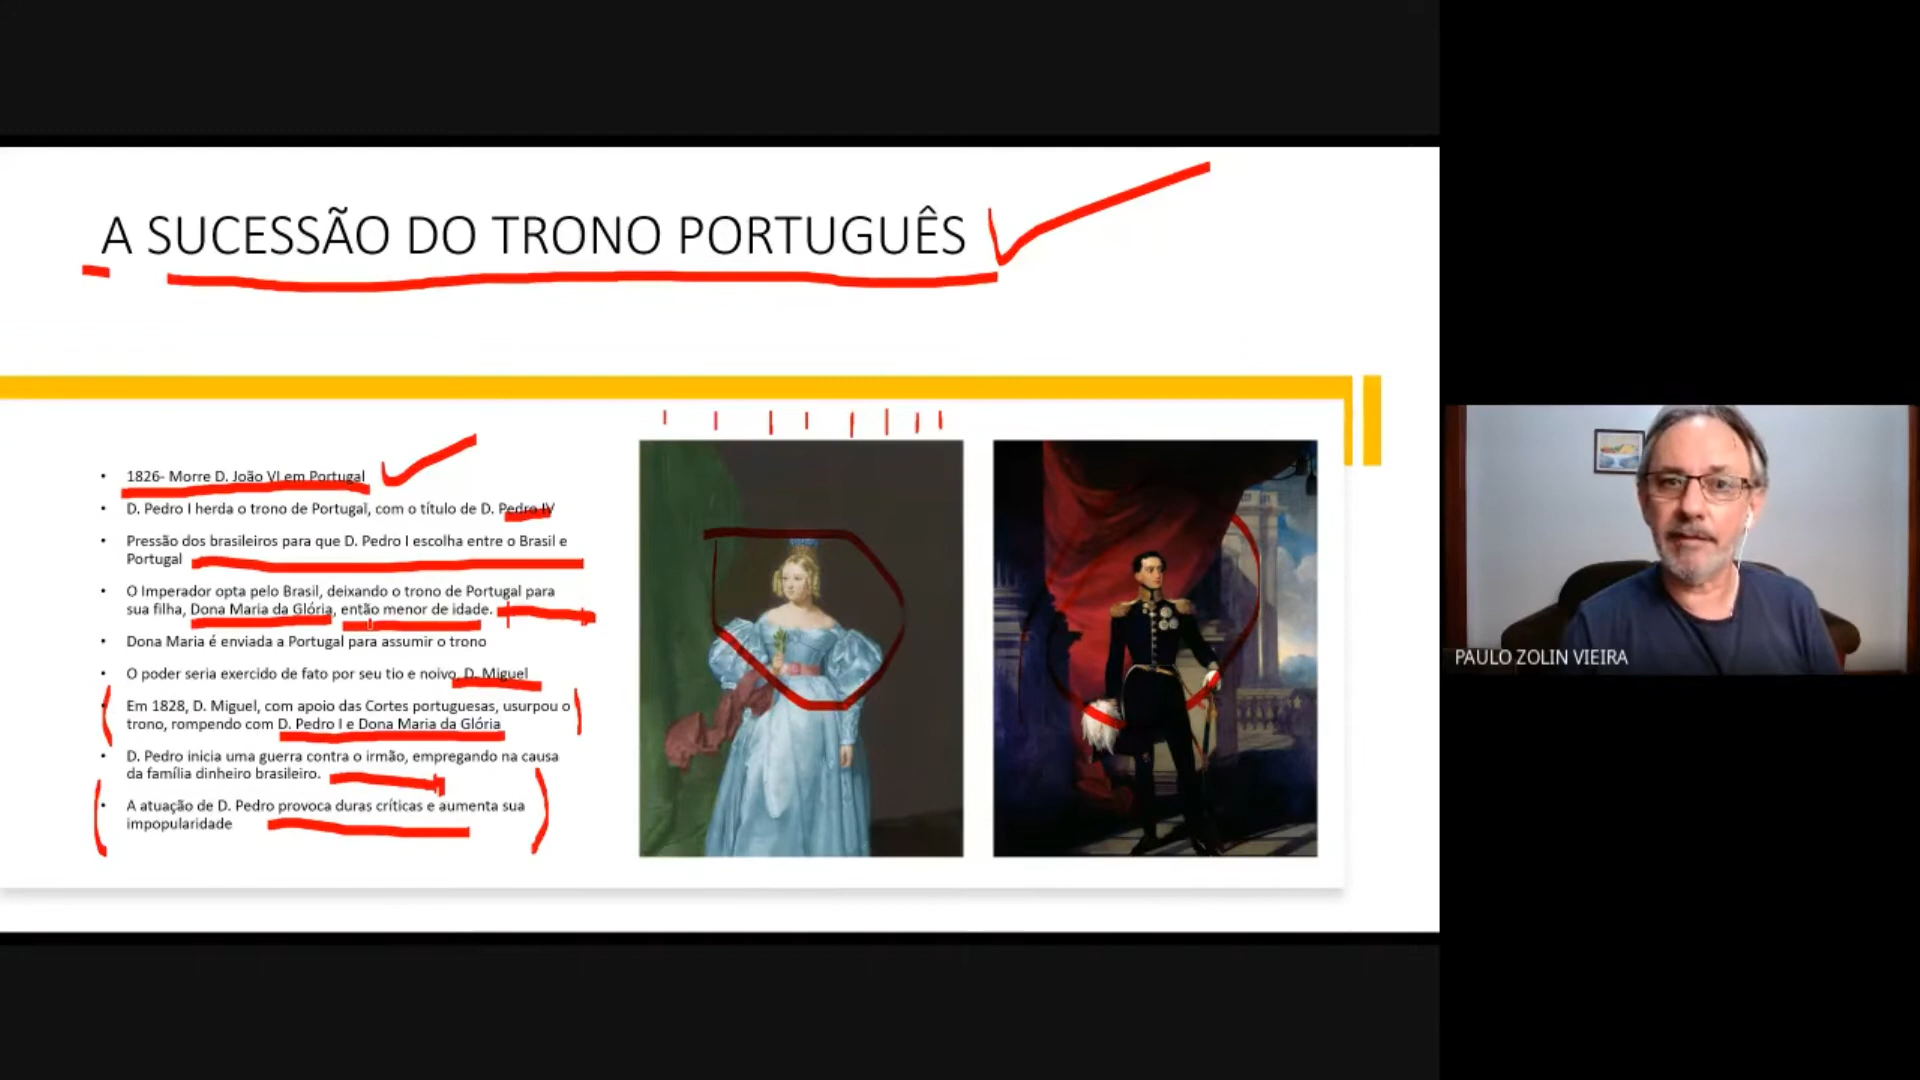 A SUCESSÃO DO TRONO PORTUGUÊS
• 1826- Morre D. João VI em Portugal
• D. Pedro I herda o trono de Portugal, com o título de D. Pedro IV
• Pressão dos brasileiros para que D. Pedro I escolha entre o Brasil e
Portugal
• O Imperador opta pelo Brasil, deixando o trono de Portugal para
sua filha, Dona Maria da Glória, então menor de idade.
• Dona Maria é enviada a Portugal para assumir o trono
• O poder seria exercido de fato por seu tio e noivo, D. Miguel
• Em 1828, D. Miguel, com apoio das Cortes portuguesas, usurpou o
trono, rompendo com D. Pedro I e Dona Maria da Glória
• D. Pedro inicia uma guerra contra o irmão, empregando na causa
da família dinheiro brasileiro.
• A atuação de D. Pedro provoca duras críticas e aumenta sua
impopularidade
PAULO ZOLIN VIEIRA